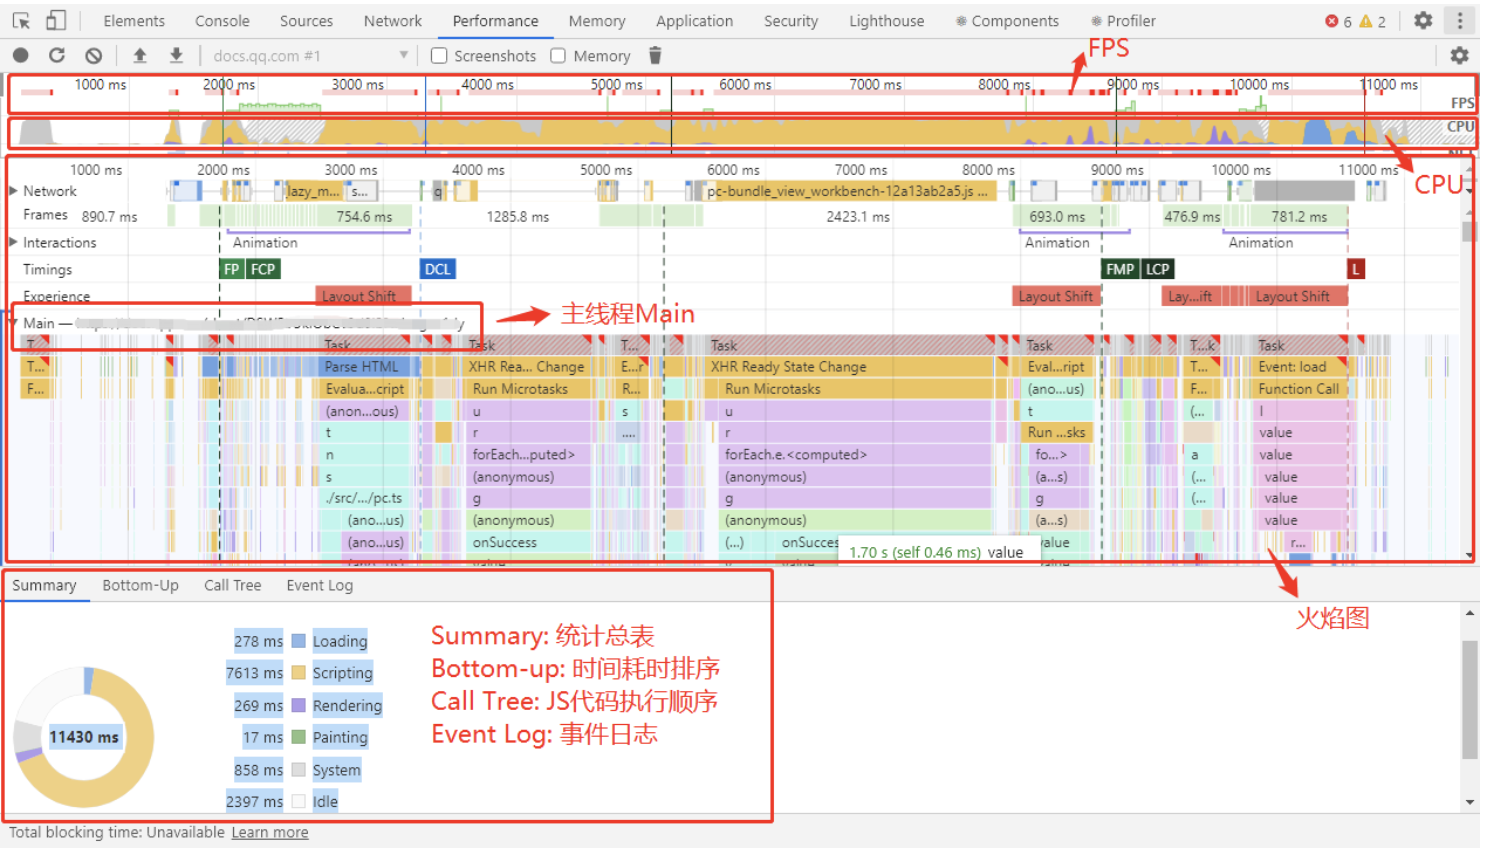 Elements Console Sources Network Performance Memory Application Security Lighthouse Components Profiler 6 2
docs.qq.com #1 Screenshots Memory
FPS
1000 ms 2000 ms 3000 ms 4000 ms 5000 ms 6000 ms 7000 ms 8000 ms 9000 ms 10000 ms 11000 ms
FPS
CPU
1000 ms 2000 ms 3000 ms 4000 ms 5000 ms 6000 ms 7000 ms 8000 ms 9000 ms 10000 ms 11000 ms
CPU
Network lazy_m... s... q pc-bundle_view_workbench-12a13ab2a5.js ...
Frames 890.7 ms 754.6 ms 1285.8 ms 2423.1 ms 693.0 ms 476.9 ms 781.2 ms
Interactions Animation Animation Animation
Timings FP FCP DCL FMP LCP L
Experience Layout Shift Layout Shift Lay...ift Layout Shift
Main —
主线程Main
T... Task Task T... Task Task T...k Task
T... Parse HTML XHR Rea... Change E...r XHR Ready State Change Eval...ript T... Event: load
F... Evalua...cript Run Microtasks R... Run Microtasks (ano...us) F... Function Call
(anon...ous) u s u t (... l
t r .... r Run ...sks value
n forEach...puted> forEach.e.<computed> fo...> a value
s (anonymous) (anonymous) (a...s) (... value
./src/.../pc.ts g g g (... value
(ano...us) (anonymous) (anonymous) (a...s) value
(ano...us) onSuccess (...) onSucces value r...
1.70 s (self 0.46 ms) value
火焰图
Summary Bottom-Up Call Tree Event Log
278 ms Loading
7613 ms Scripting
269 ms Rendering
17 ms Painting
858 ms System
2397 ms Idle
11430 ms
Summary: 统计总表
Bottom-up: 时间耗时排序
Call Tree: JS代码执行顺序
Event Log: 事件日志
Total blocking time: Unavailable Learn more